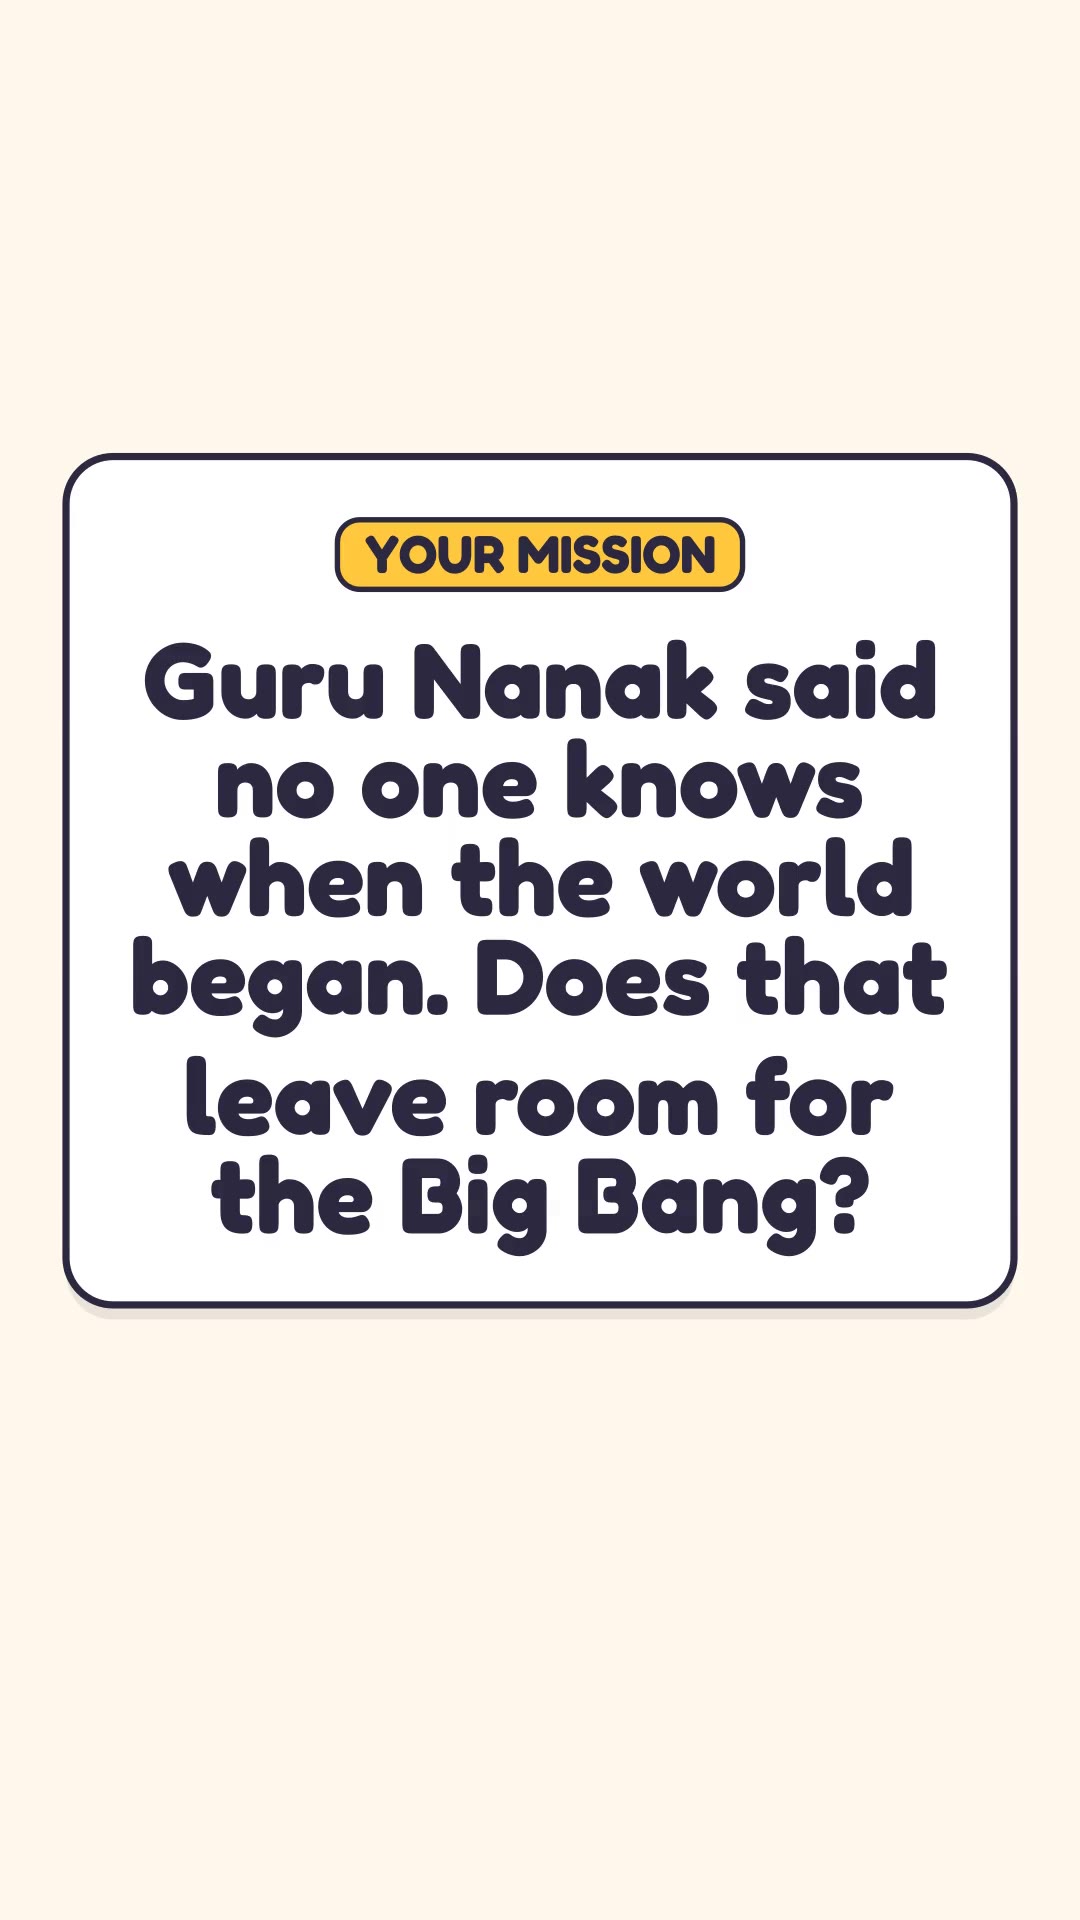 YOUR MISSION
Guru Nanak said
no one knows
when the world
began. Does that
leave room for
the Big Bang?